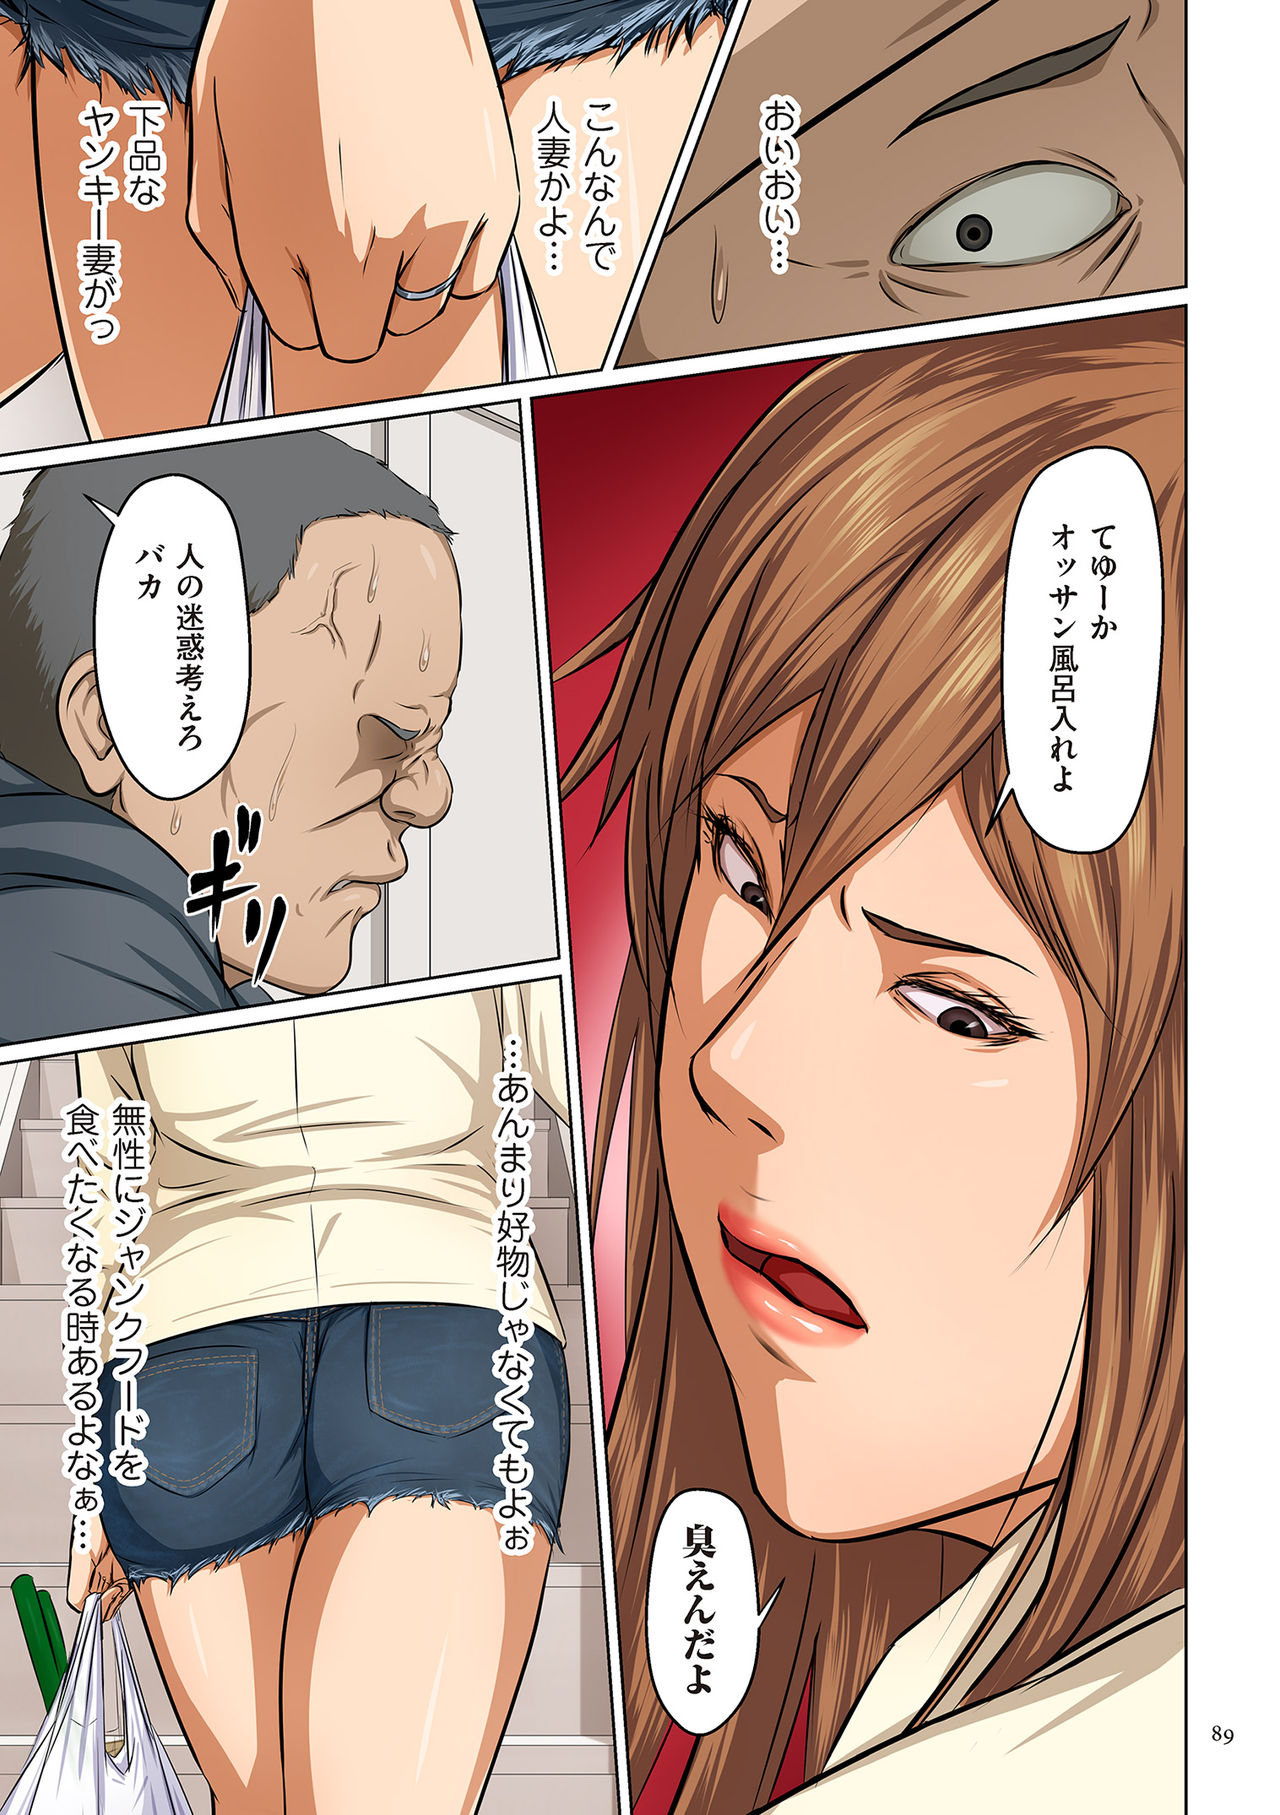 おいおい…
こんなんで
人妻かよ…
下品な
ヤンキー妻がっ
てゆーか
オッサン風呂入れよ
臭えんだよ
人の迷惑考えろ
バカ
ギリ
…あんまり好物じゃなくてもよぉ
無性にジャンクフードを
食べたくなる時あるよなぁ…
89